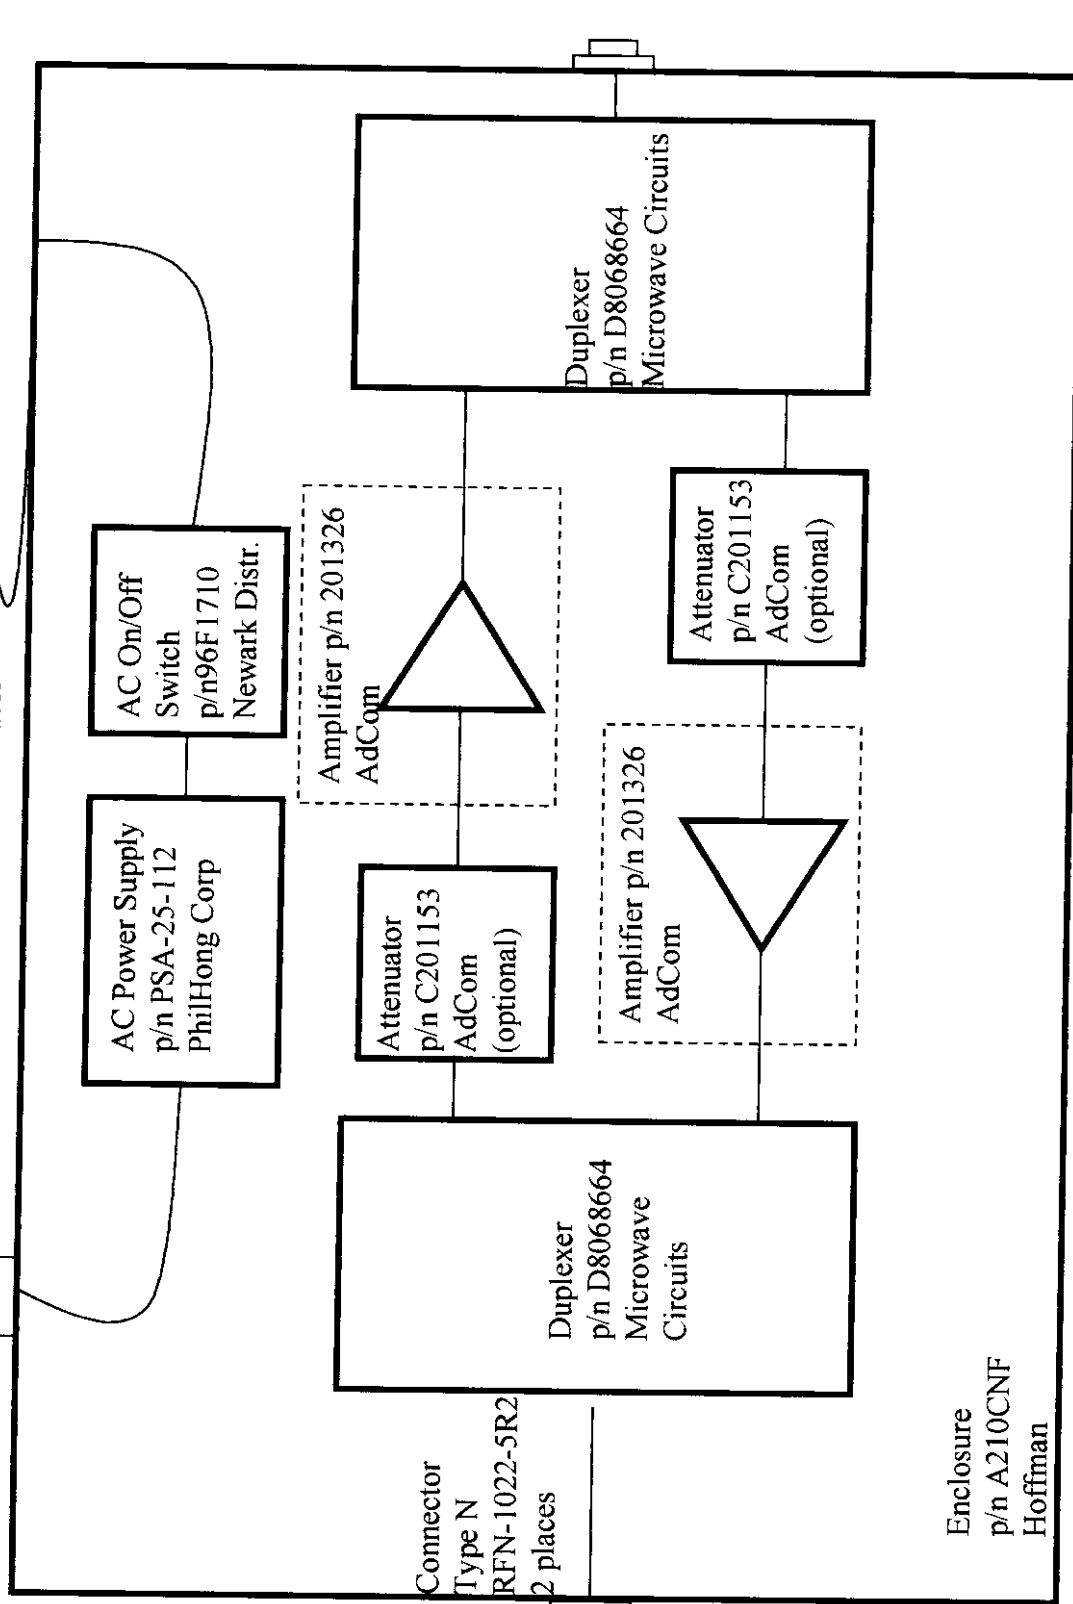 AC Power Supply
p/n PSA-25-112
PhilHong Corp
AC On/Off
Switch
p/n96F1710
Newark Distr.
Amplifier p/n 201326
AdCom
Attenuator
p/n C201153
AdCom
(optional)
Duplexer
p/n D8068664
Microwave Circuits
Connector
Type N
RFN-1022-5R2
2 places
Duplexer
p/n D8068664
Microwave
Circuits
Amplifier p/n 201326
AdCom
Attenuator
p/n C201153
AdCom
(optional)
Enclosure
p/n A210CNF
Hoffman